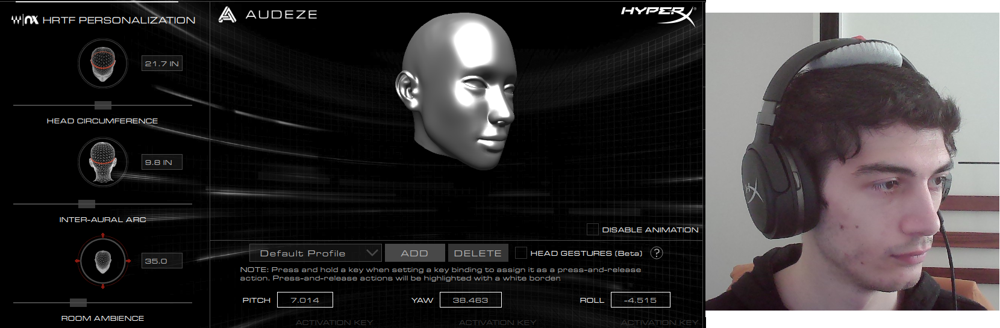 nx HRTF PERSONALIZATION
21.7 IN
HEAD CIRCUMFERENCE
9.8 IN
INTER-AURAL ARC
35.0
ROOM AMBIENCE
AUDEZE
HYPERX
DISABLE ANIMATION
Default Profile
ADD
DELETE
HEAD GESTURES (Beta)
?
NOTE: Press and hold a key when setting a key binding to assign it as a press-and-release
action. Press-and-release actions will be highlighted with a white border.
PITCH 7.014
YAW 38.463
ROLL -4.515
ACTIVATION KEY
ACTIVATION KEY
ACTIVATION KEY
HX